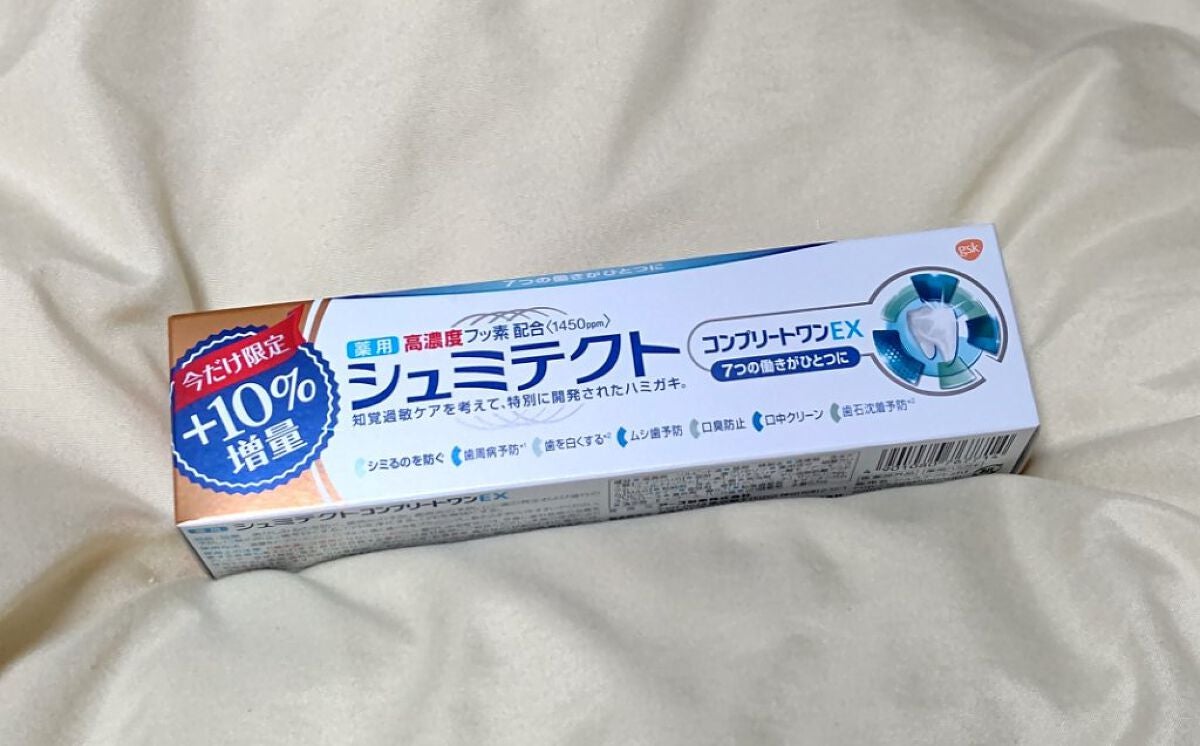 7つの働きがひとつに
gsk
今だけ限定
+10%
増量
薬用 高濃度フッ素 配合〈1450ppm〉
シュミテクト
知覚過敏ケアを考えて、特別に開発されたハミガキ。
コンプリートワンEX
7つの働きがひとつに
シミるのを防ぐ 歯周病予防*1 歯を白くする*2 ムシ歯予防 口臭防止 口中クリーン 歯石沈着予防*2
薬用 シュミテクト コンプリートワンEX